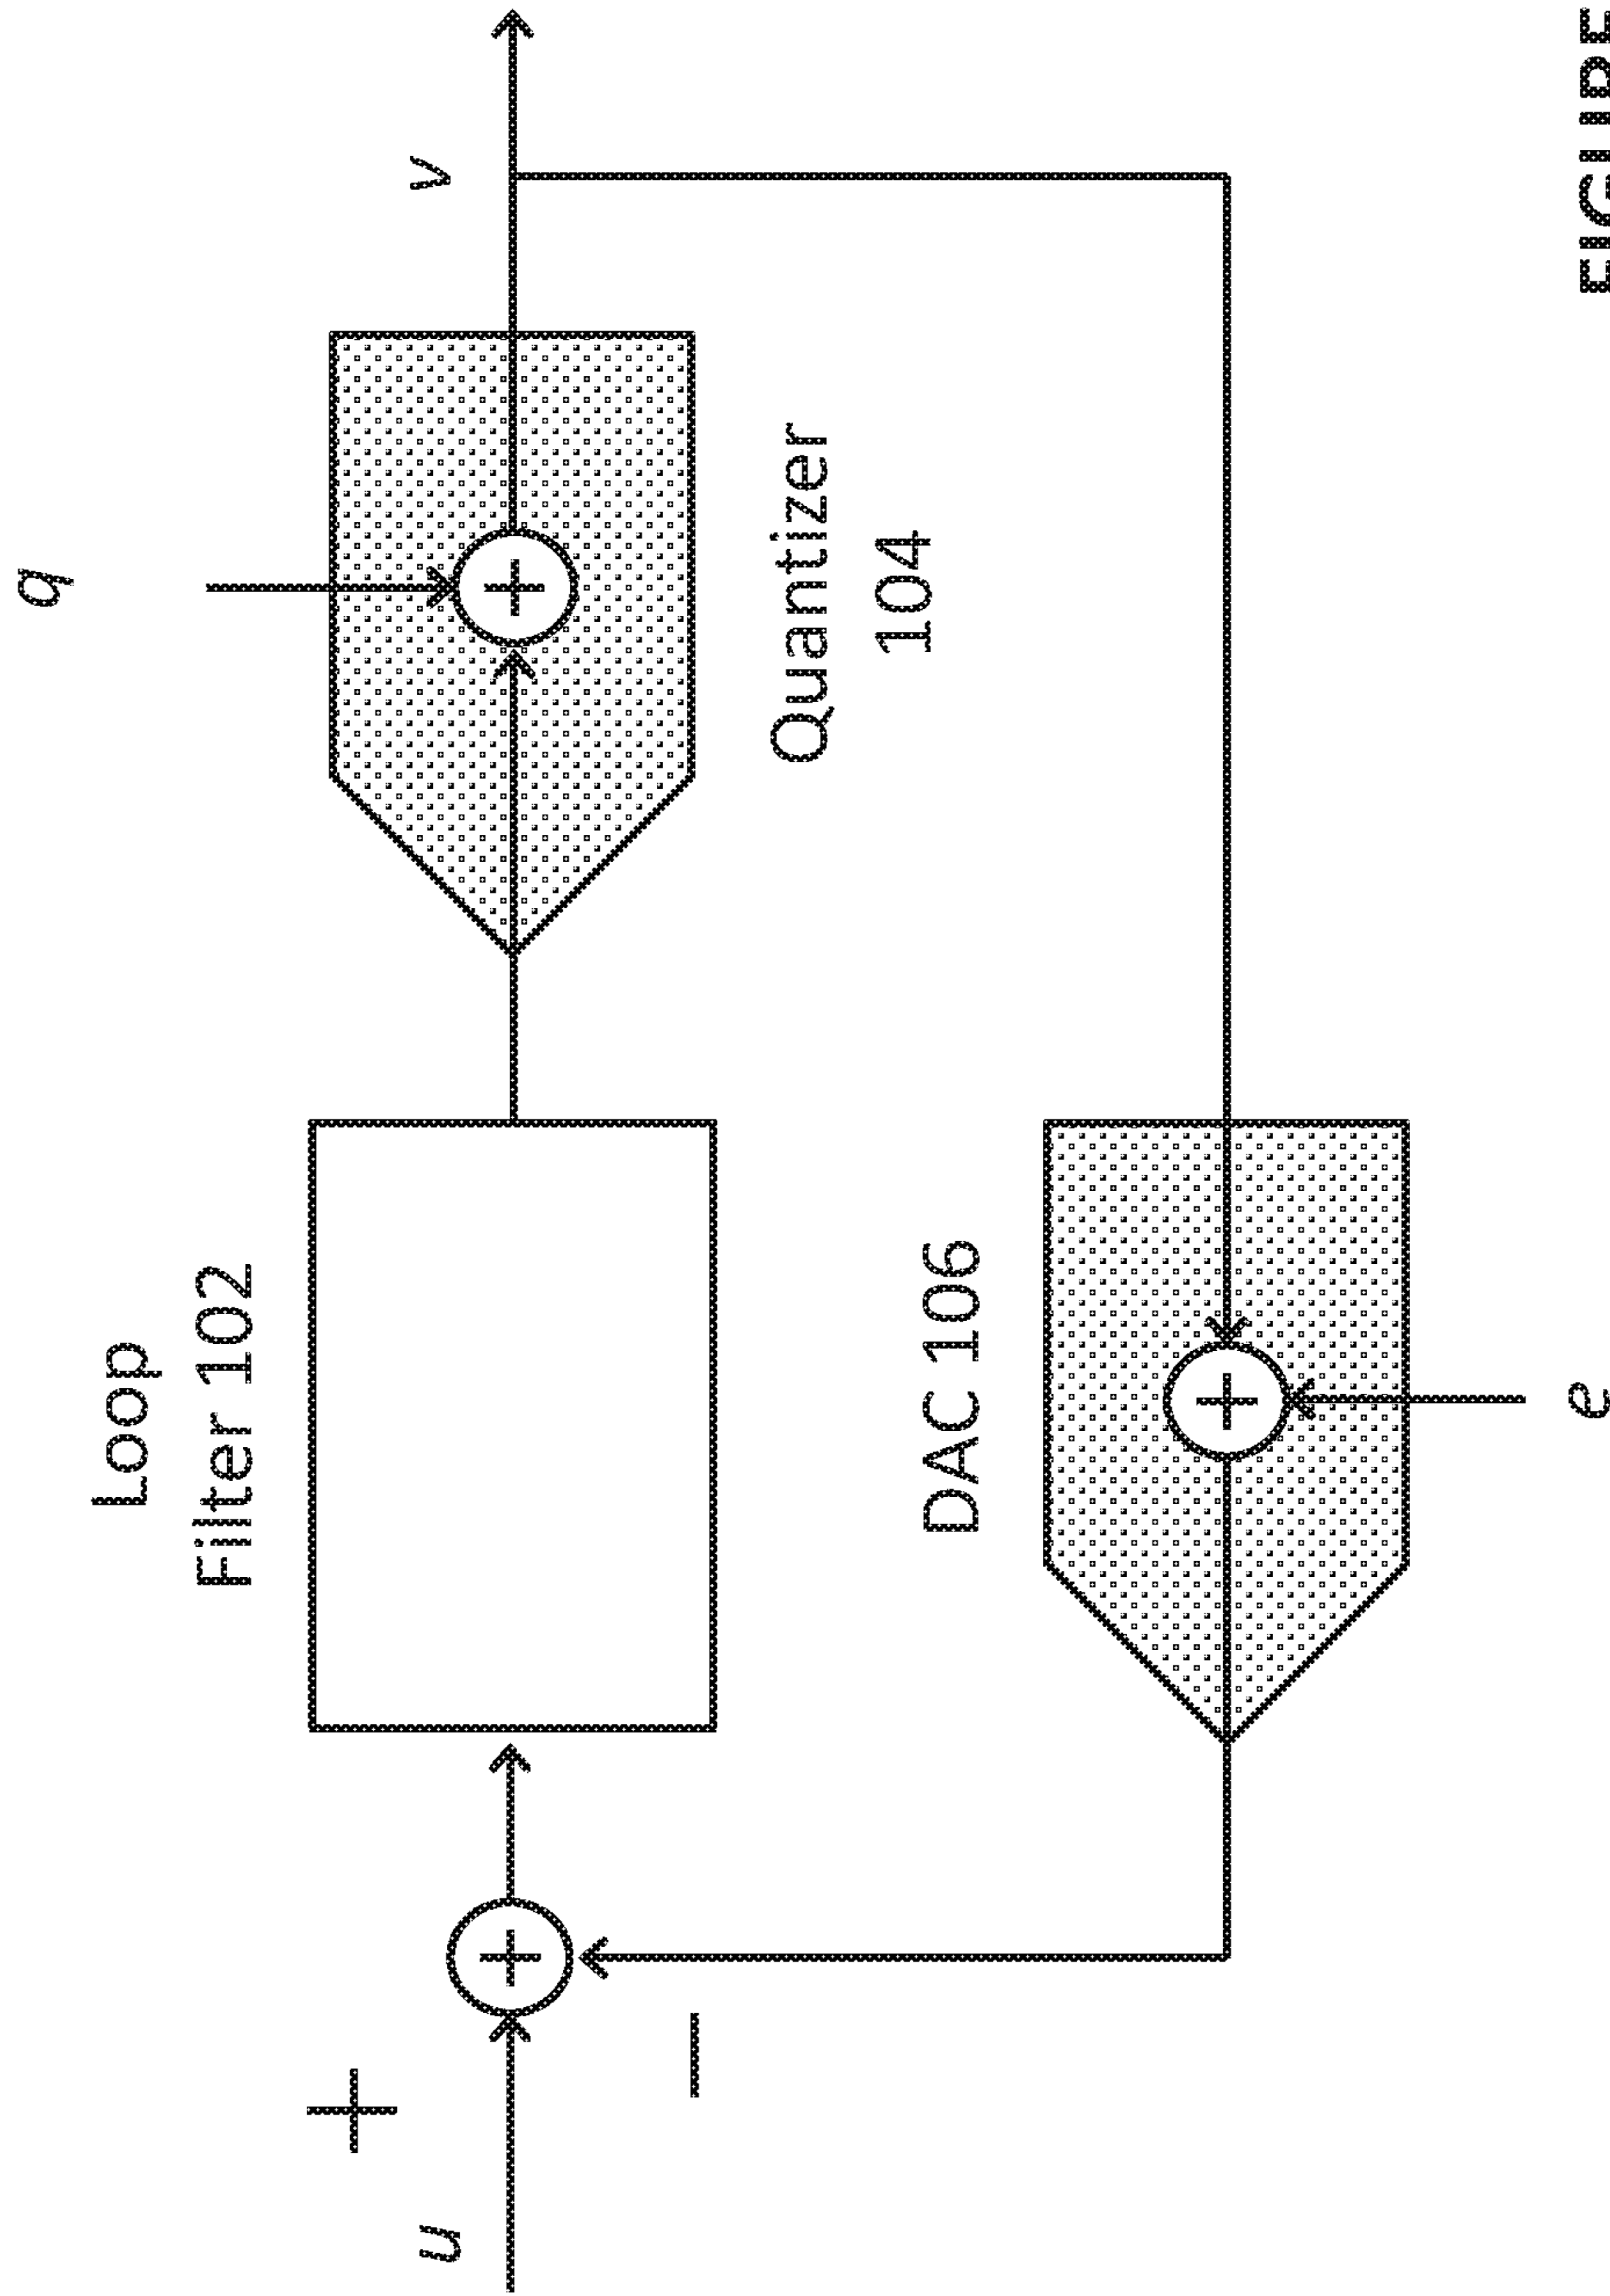 Loop
Filter 102
q
Quantizer
104
v
u
+
−
DAC 106
e
+
+
+